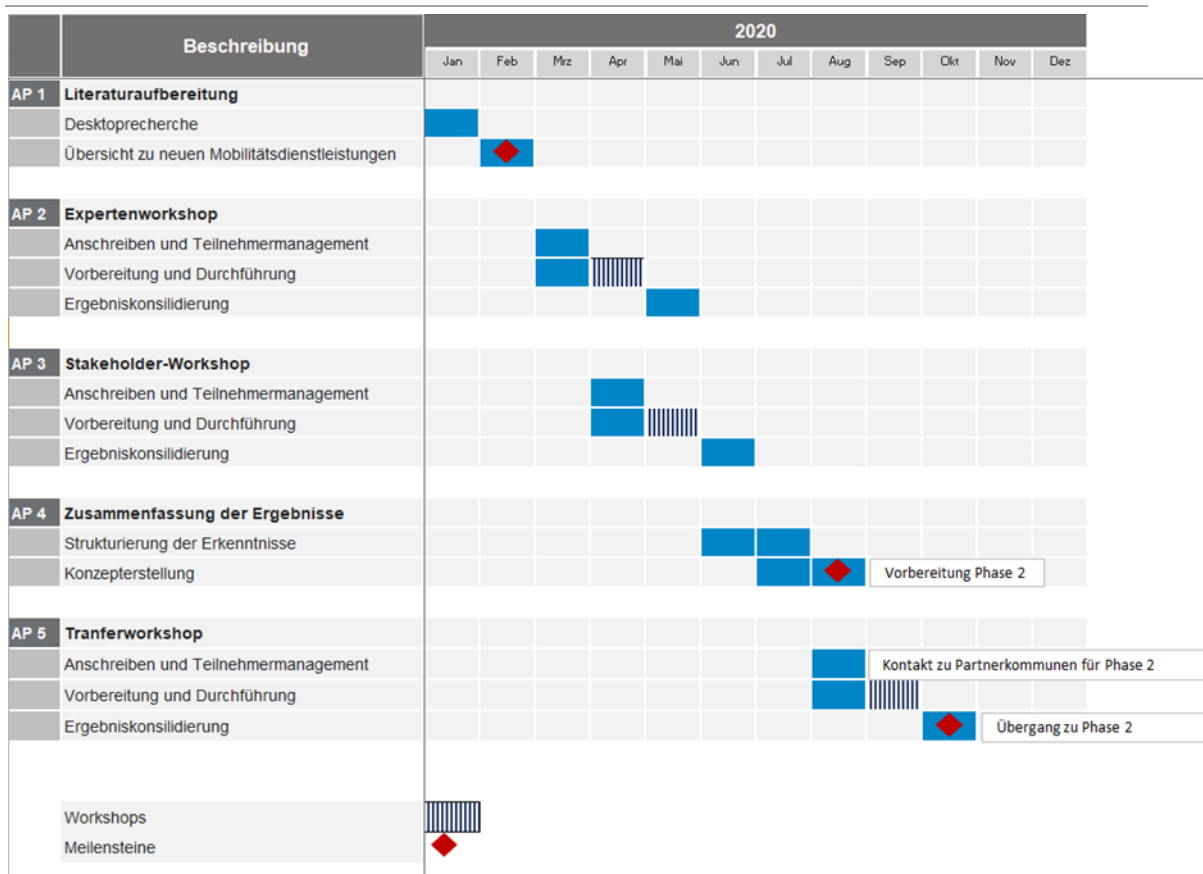 Beschreibung 2020
Jan Feb Mrz Apr Mai Jun Jul Aug Sep Okt Nov Dez
AP 1 Literaturaufbereitung
Desktoprecherche
Übersicht zu neuen Mobilitätsdienstleistungen
AP 2 Expertenworkshop
Anschreiben und Teilnehmermanagement
Vorbereitung und Durchführung
Ergebniskonsilidierung
AP 3 Stakeholder-Workshop
Anschreiben und Teilnehmermanagement
Vorbereitung und Durchführung
Ergebniskonsilidierung
AP 4 Zusammenfassung der Ergebnisse
Strukturierung der Erkenntnisse
Konzepterstellung Vorbereitung Phase 2
AP 5 Tranferworkshop
Anschreiben und Teilnehmermanagement Kontakt zu Partnerkommunen für Phase 2
Vorbereitung und Durchführung
Ergebniskonsilidierung Übergang zu Phase 2
Workshops
Meilensteine